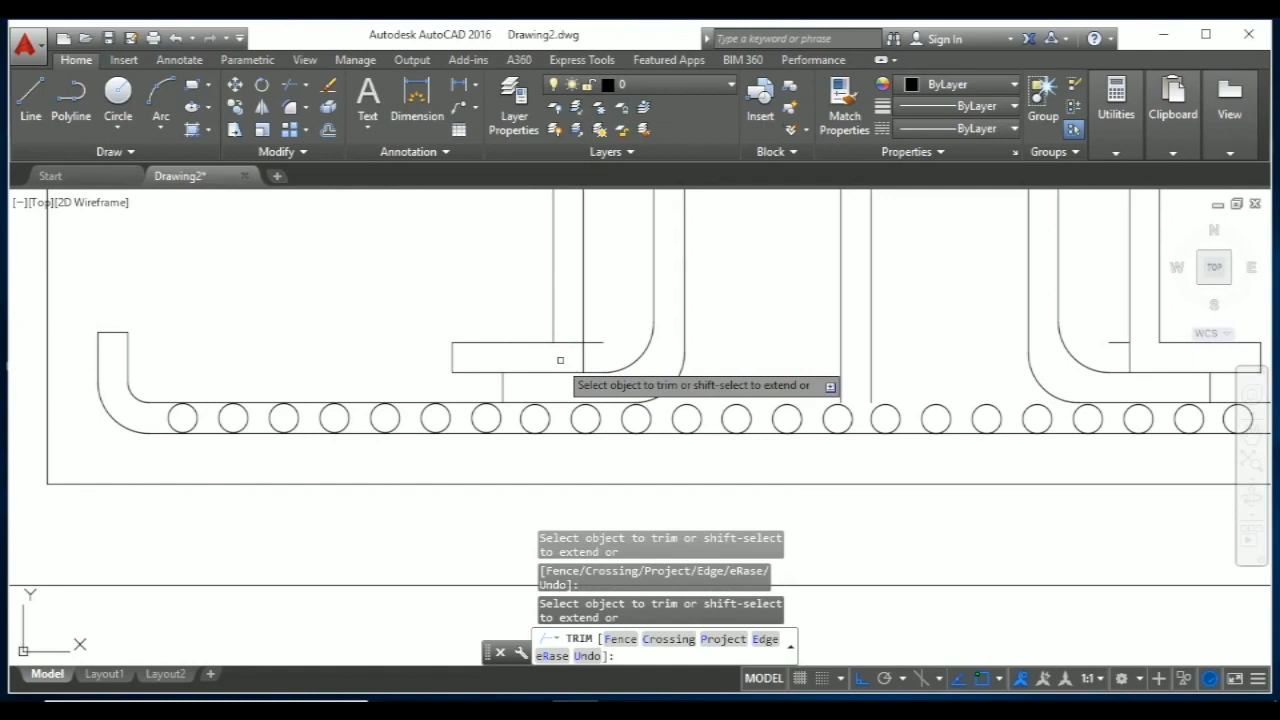 Autodesk AutoCAD 2016 Drawing2.dwg
Type a keyword or phrase
Sign In
Home Insert Annotate Parametric View Manage Output Add-ins A360 Express Tools Featured Apps BIM 360 Performance
0
ByLayer
Line Polyline Circle Arc Text Dimension Layer Properties Insert Match Properties Group Utilities Clipboard View
ByLayer
ByLayer
Draw Modify Annotation Layers Block Properties Groups
Start Drawing2*
[−][Top][2D Wireframe]
N
W TOP E
S
WCS
Select object to trim or shift-select to extend or
Select object to trim or shift-select
to extend or
[Fence/Crossing/Project/Edge/eRase/
Undo]:
Select object to trim or shift-select
to extend or
TRIM [Fence Crossing Project Edge
eRase Undo]:
Y
X
Model Layout1 Layout2
MODEL 1:1